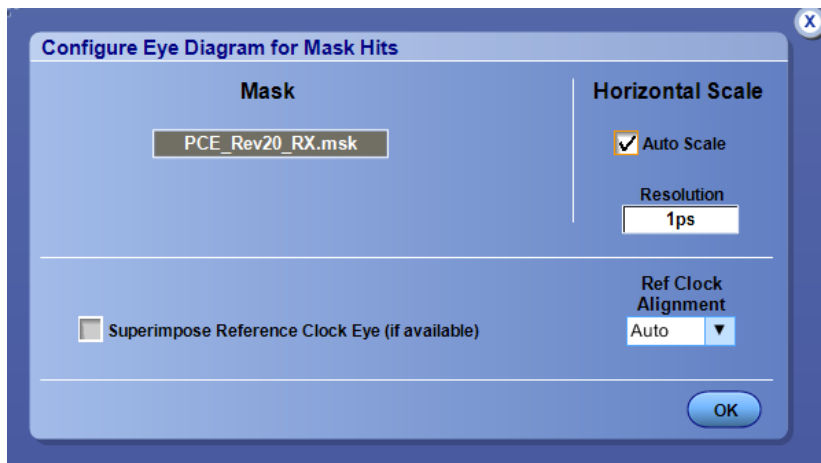 X
Configure Eye Diagram for Mask Hits
Mask
PCE_Rev20_RX.msk
Horizontal Scale
Auto Scale
Resolution
1ps
Superimpose Reference Clock Eye (if available)
Ref Clock
Alignment
Auto
OK